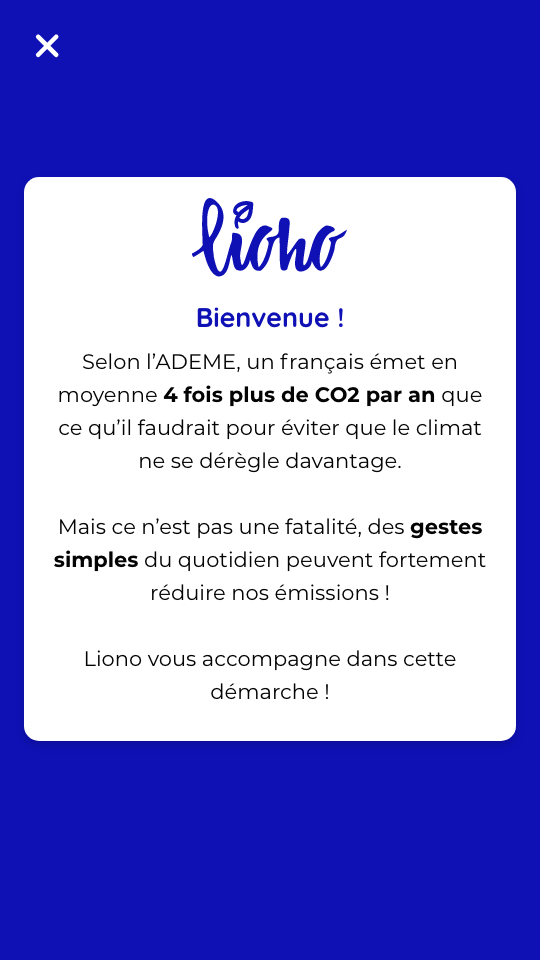 liono
Bienvenue !
Selon l’ADEME, un français émet en
moyenne 4 fois plus de CO2 par an que
ce qu’il faudrait pour éviter que le climat
ne se dérègle davantage.
Mais ce n’est pas une fatalité, des gestes
simples du quotidien peuvent fortement
réduire nos émissions !
Liono vous accompagne dans cette
démarche !